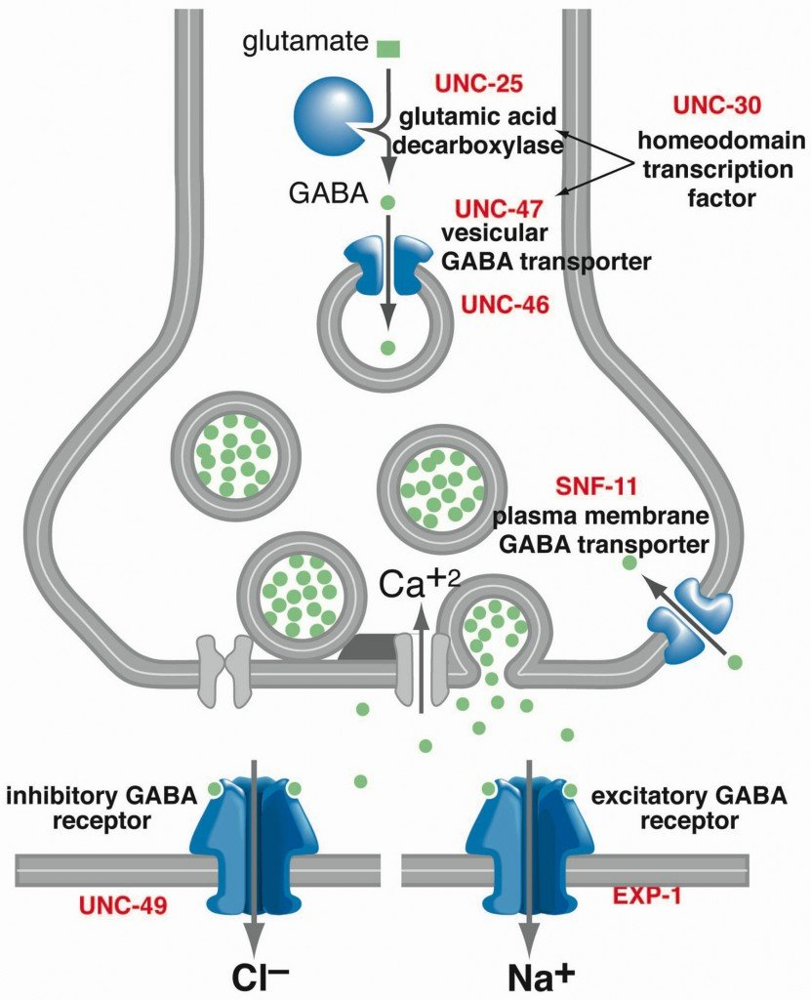 glutamate
UNC-25
glutamic acid
decarboxylase
UNC-30
homeodomain
transcription
factor
GABA
UNC-47
vesicular
GABA transporter
UNC-46
SNF-11
plasma membrane
GABA transporter
Ca+2
inhibitory GABA
receptor
excitatory GABA
receptor
UNC-49
EXP-1
Cl–
Na+